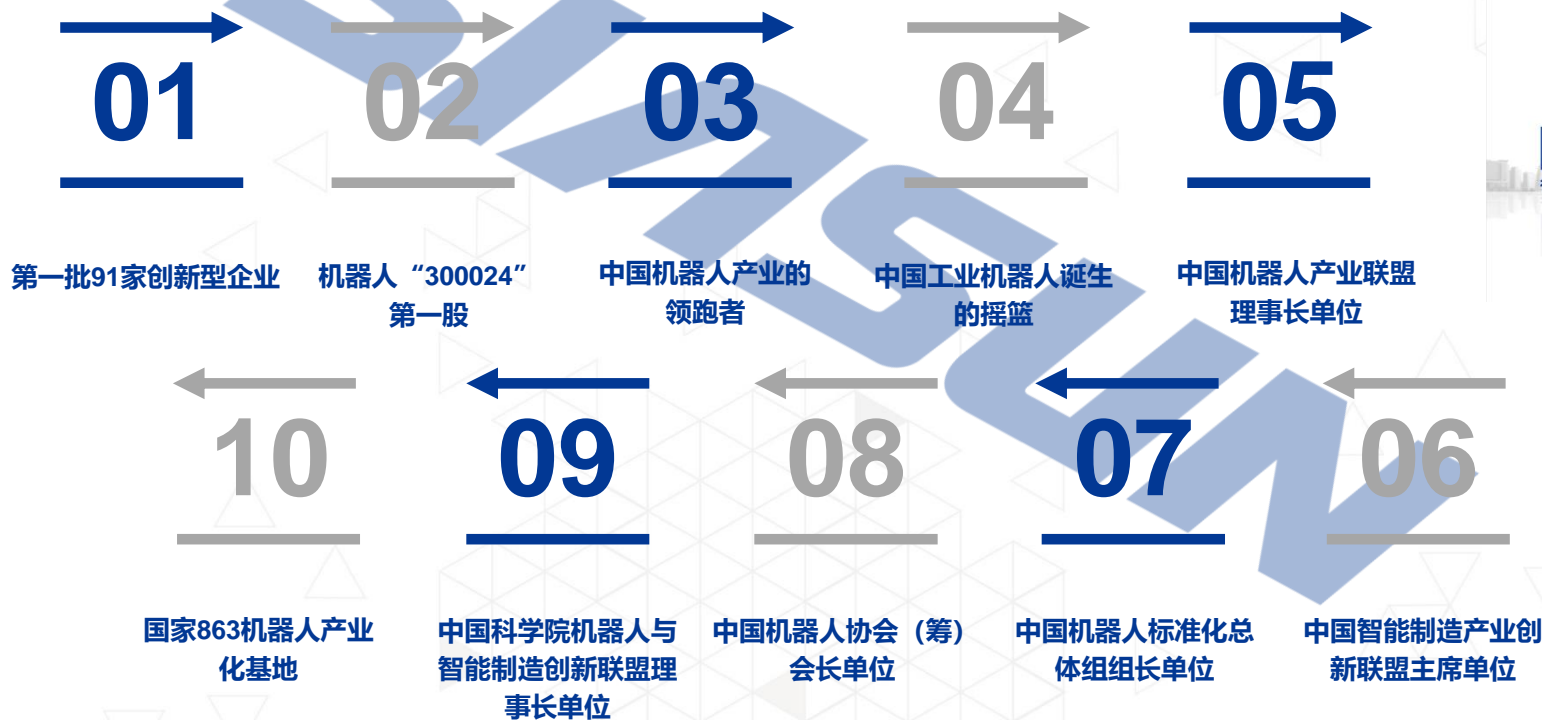 01
02
03
04
05
第一批91家创新型企业
机器人“300024”
第一股
中国机器人产业的
领跑者
中国工业机器人诞生
的摇篮
中国机器人产业联盟
理事长单位
10
09
08
07
06
国家863机器人产业
化基地
中国科学院机器人与
智能制造创新联盟理
事长单位
中国机器人协会（筹）
会长单位
中国机器人标准化总
体组组长单位
中国智能制造产业创
新联盟主席单位
SIASUN